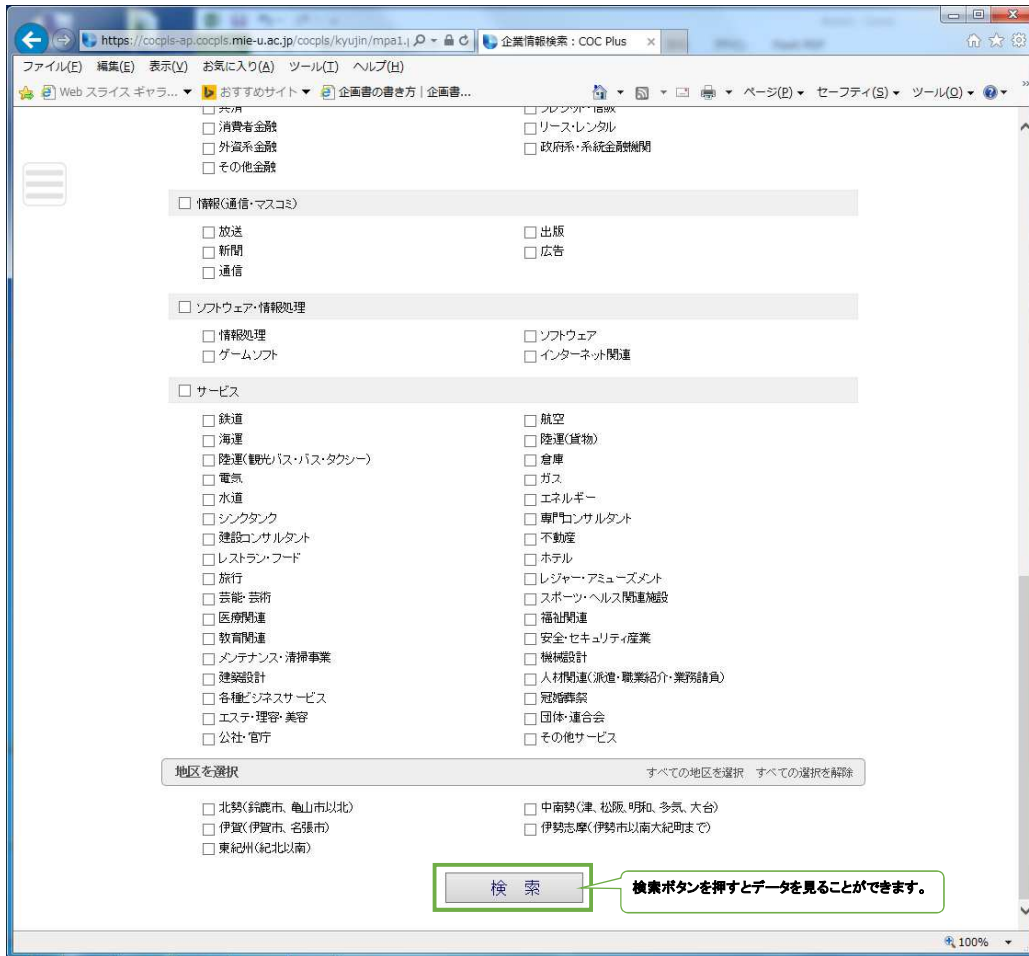 https://cocpls-ap.cocpls.mie-u.ac.jp/cocpls/kyujin/mpa1.
企業情報検索：COC Plus
ファイル(F) 編集(E) 表示(V) お気に入り(A) ツール(T) ヘルプ(H)
Web スライス ギャラ... おすすめサイト 企画書の書き方｜企画書... ページ(P) セーフティ(S) ツール(O)
消費者金融 リース・レンタル
外資系金融 政府系・系統金融機関
その他金融
情報(通信・マスコミ)
放送 出版
新聞 広告
通信
ソフトウェア・情報処理
情報処理 ソフトウェア
ゲームソフト インターネット関連
サービス
鉄道 航空
海運 陸運(貨物)
陸運(観光バス・バス・タクシー) 倉庫
電気 ガス
水道 エネルギー
シンクタンク 専門コンサルタント
建設コンサルタント 不動産
レストラン・フード ホテル
旅行 レジャー・アミューズメント
芸能・芸術 スポーツ・ヘルス関連施設
医療関連 福祉関連
教育関連 安全・セキュリティ産業
メンテナンス・清掃事業 機械設計
建築設計 人材関連(派遣・職業紹介・業務請負)
各種ビジネスサービス 冠婚葬祭
エステ・理容・美容 団体・連合会
公社・官庁 その他サービス
地区を選択 すべての地区を選択 すべての選択を解除
北勢(鈴鹿市、亀山市以北) 中南勢(津、松阪、明和、多気、大台)
伊賀(伊賀市、名張市) 伊勢志摩(伊勢市以南大紀町まで)
東紀州(紀北以南)
検 索 検索ボタンを押すとデータを見ることができます。
100%